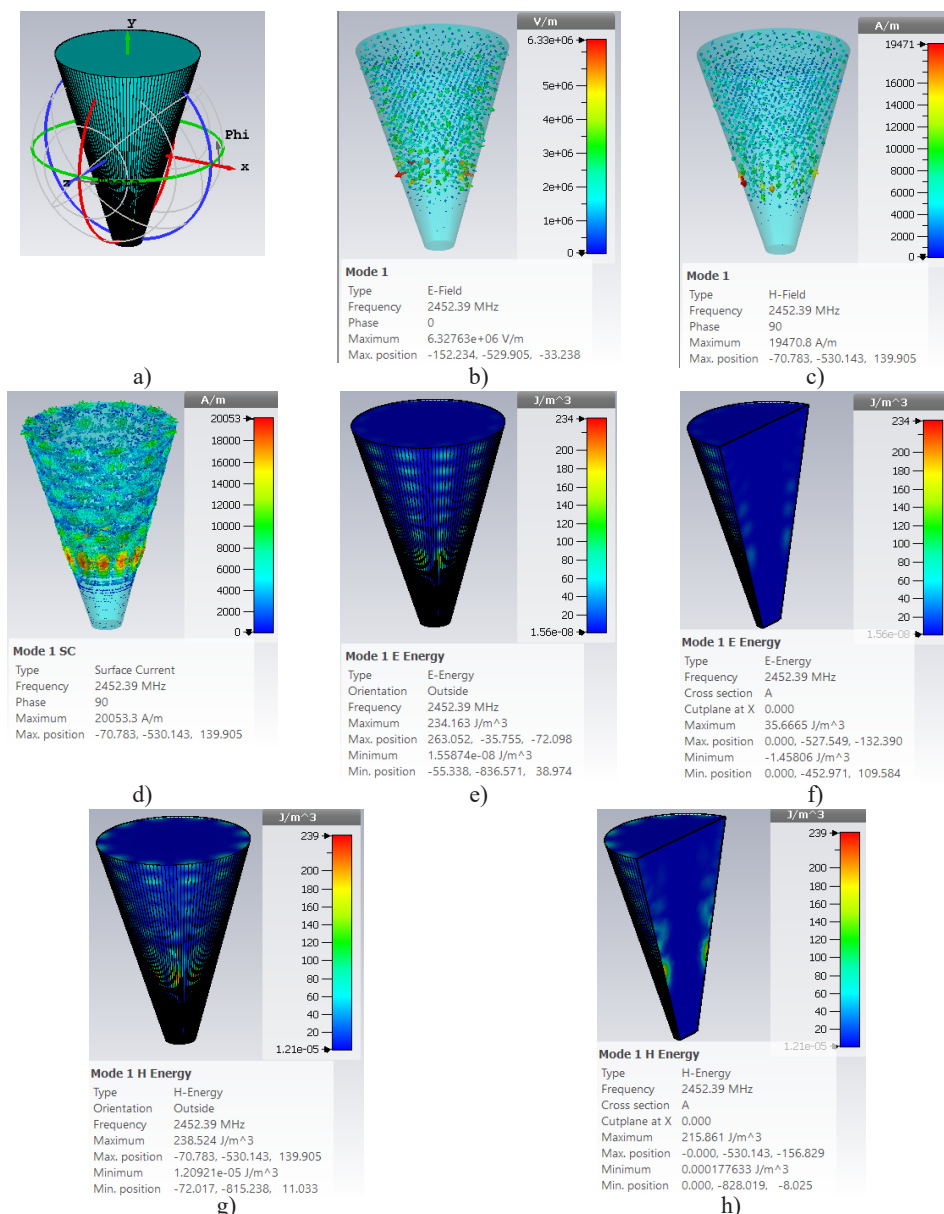 Y
Phi
x
z
a)
V/m
6.33e+06
5e+06
4e+06
3e+06
2e+06
1e+06
0
Mode 1
Type E-Field
Frequency 2452.39 MHz
Phase 0
Maximum 6.32763e+06 V/m
Max. position -152.234, -529.905, -33.238
b)
A/m
19471
16000
14000
12000
10000
8000
6000
4000
2000
0
Mode 1
Type H-Field
Frequency 2452.39 MHz
Phase 90
Maximum 19470.8 A/m
Max. position -70.783, -530.143, 139.905
c)
A/m
20053
16000
14000
12000
10000
8000
6000
4000
2000
0
Mode 1 SC
Type Surface Current
Frequency 2452.39 MHz
Phase 90
Maximum 20053.3 A/m
Max. position -70.783, -530.143, 139.905
d)
J/m^3
234
200
180
160
140
120
100
80
60
40
20
1.56e-08
Mode 1 E Energy
Type E-Energy
Orientation Outside
Frequency 2452.39 MHz
Maximum 234.163 J/m^3
Max. position 263.052, -35.755, -72.098
Minimum 1.55874e-08 J/m^3
Min. position -55.338, -836.571, 38.974
e)
J/m^3
234
200
180
160
140
120
100
80
60
40
20
1.56e-08
Mode 1 E Energy
Type E-Energy
Frequency 2452.39 MHz
Cross section A
Cutplane at X 0.000
Maximum 35.6665 J/m^3
Max. position 0.000, -527.549, -132.390
Minimum -1.45806 J/m^3
Min. position 0.000, -452.971, 109.584
f)
J/m^3
239
200
180
160
140
120
100
80
60
40
20
1.21e-05
Mode 1 H Energy
Type H-Energy
Orientation Outside
Frequency 2452.39 MHz
Maximum 238.524 J/m^3
Max. position -70.783, -530.143, 139.905
Minimum 1.20921e-05 J/m^3
Min. position -72.017, -815.238, 11.033
g)
J/m^3
239
200
180
160
140
120
100
80
60
40
20
1.21e-05
Mode 1 H Energy
Type H-Energy
Frequency 2452.39 MHz
Cross section A
Cutplane at X 0.000
Maximum 215.861 J/m^3
Max. position -0.000, -530.143, -156.829
Minimum 0.000177633 J/m^3
Min. position 0.000, -828.019, -8.025
h)